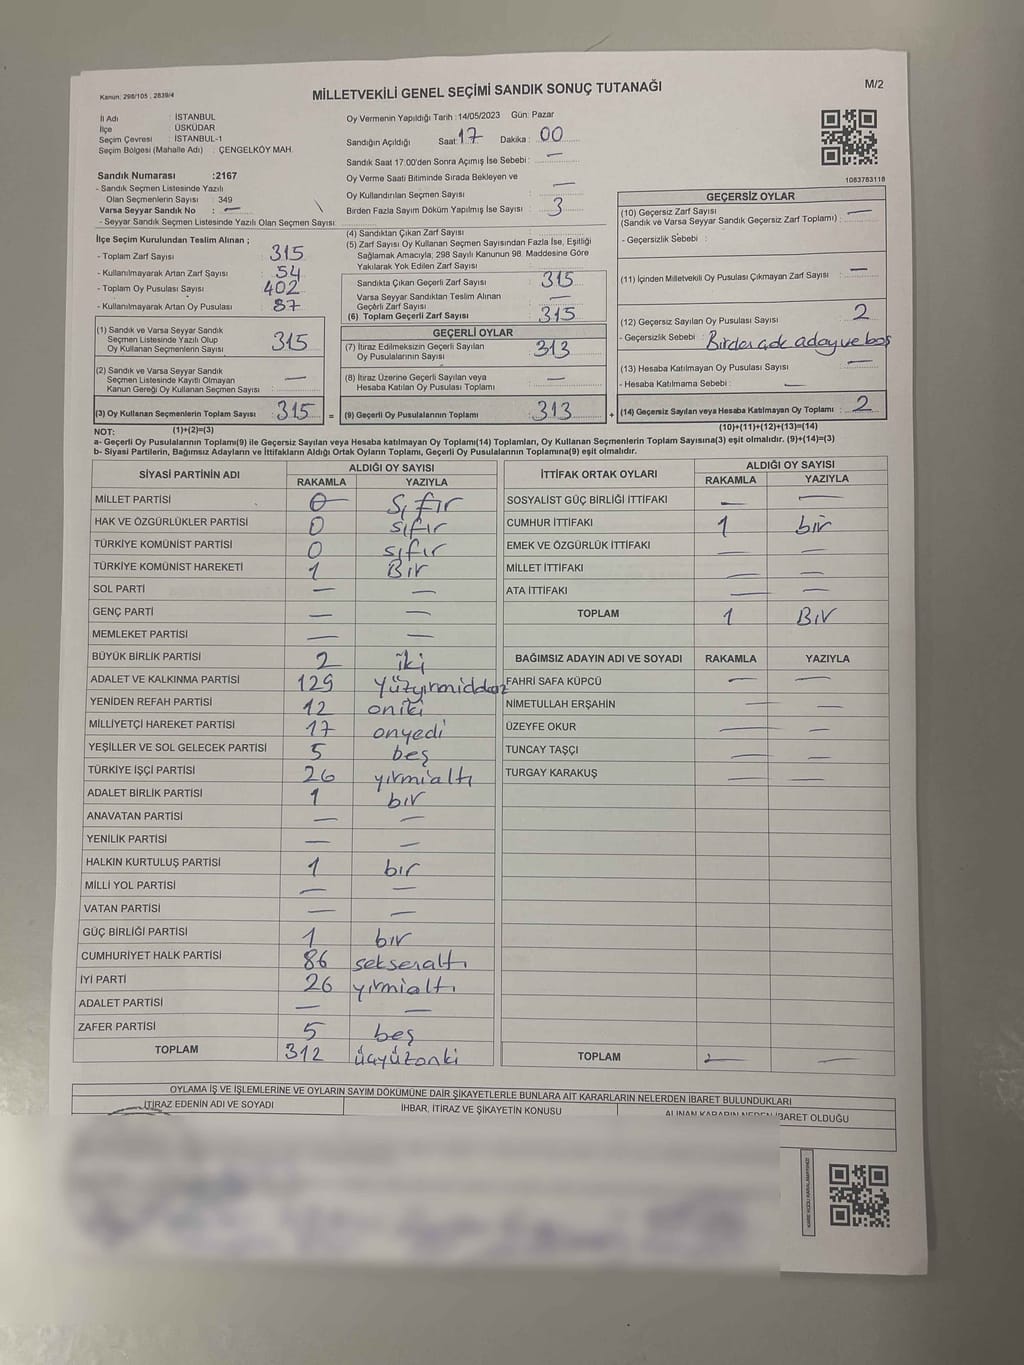 Kanun: 298/105 , 2839/4
MİLLETVEKİLİ GENEL SEÇİMİ SANDIK SONUÇ TUTANAĞI
M/2
İl Adı : İSTANBUL
İlçe : ÜSKÜDAR
Seçim Çevresi : İSTANBUL-1
Seçim Bölgesi (Mahalle Adı) : ÇENGELKÖY MAH.
Sandık Numarası :2167
- Sandık Seçmen Listesinde Yazılı
Olan Seçmenlerin Sayısı : 349
Varsa Seyyar Sandık No : —
- Seyyar Sandık Seçmen Listesinde Yazılı Olan Seçmen Sayısı:
İlçe Seçim Kurulundan Teslim Alınan ;
- Toplam Zarf Sayısı : 315
- Kullanılmayarak Artan Zarf Sayısı : 54
- Toplam Oy Pusulası Sayısı : 402
- Kullanılmayarak Artan Oy Pusulası : 87
(1) Sandık ve Varsa Seyyar Sandık
Seçmen Listesinde Yazılı Olup
Oy Kullanan Seçmenlerin Sayısı : 315
(2) Sandık ve Varsa Seyyar Sandık
Seçmen Listesinde Kayıtlı Olmayan
Kanun Gereği Oy Kullanan Seçmen Sayısı : —
(3) Oy Kullanan Seçmenlerin Toplam Sayısı : 315
Oy Vermenin Yapıldığı Tarih : 14/05/2023 Gün: Pazar
Sandığın Açıldığı Saat: 17 Dakika : 00
Sandık Saat 17:00'den Sonra Açımış İse Sebebi : —
Oy Verme Saati Bitiminde Sırada Bekleyen ve
Oy Kullandırılan Seçmen Sayısı : —
Birden Fazla Sayım Döküm Yapılmış İse Sayısı : 3
(4) Sandıktan Çıkan Zarf Sayısı :
(5) Zarf Sayısı Oy Kullanan Seçmen Sayısından Fazla İse, Eşitliği
Sağlamak Amacıyla; 298 Sayılı Kanunun 98. Maddesine Göre
Yakılarak Yok Edilen Zarf Sayısı :
Sandıkta Çıkan Geçerli Zarf Sayısı : 315
Varsa Seyyar Sandıktan Teslim Alınan
Geçerli Zarf Sayısı : —
(6) Toplam Geçerli Zarf Sayısı : 315
GEÇERLİ OYLAR
(7) İtiraz Edilmeksizin Geçerli Sayılan
Oy Pusulalarının Sayısı : 313
(8) İtiraz Üzerine Geçerli Sayılan veya
Hesaba Katılan Oy Pusulası Toplamı : —
= (9) Geçerli Oy Pusulalarının Toplamı : 313
1083783118
GEÇERSİZ OYLAR
(10) Geçersiz Zarf Sayısı : —
(Sandık ve Varsa Seyyar Sandık Geçersiz Zarf Toplamı) :
- Geçersizlik Sebebi :
(11) İçinden Milletvekili Oy Pusulası Çıkmayan Zarf Sayısı : —
(12) Geçersiz Sayılan Oy Pusulası Sayısı : 2
- Geçersizlik Sebebi : aday ve boş
(13) Hesaba Katılmayan Oy Pusulası Sayısı : —
- Hesaba Katılmama Sebebi : —
+ (14) Geçersiz Sayılan veya Hesaba Katılmayan Oy Toplamı : 2
NOT: (1)+(2)=(3)
(10)+(11)+(12)+(13)=(14)
a- Geçerli Oy Pusulalarının Toplamı(9) ile Geçersiz Sayılan veya Hesaba katılmayan Oy Toplamı(14) Toplamları, Oy Kullanan Seçmenlerin Toplam Sayısına(3) eşit olmalıdır. (9)+(14)=(3)
b- Siyasi Partilerin, Bağımsız Adayların ve İttifakların Aldığı Ortak Oyların Toplamı, Geçerli Oy Pusulalarının Toplamına(9) eşit olmalıdır.
SİYASİ PARTİNİN ADI ALDIĞI OY SAYISI
RAKAMLA YAZIYLA
MİLLET PARTİSİ 0 Sıfır
HAK VE ÖZGÜRLÜKLER PARTİSİ 0 sıfır
TÜRKİYE KOMÜNİST PARTİSİ 0 sıfır
TÜRKİYE KOMÜNİST HAREKETİ 1 Bir
SOL PARTİ — —
GENÇ PARTİ — —
MEMLEKET PARTİSİ — —
BÜYÜK BİRLİK PARTİSİ 2 iki
ADALET VE KALKINMA PARTİSİ 129
YENİDEN REFAH PARTİSİ 12 oniki
MİLLİYETÇİ HAREKET PARTİSİ 17 onyedi
YEŞİLLER VE SOL GELECEK PARTİSİ 5 beş
TÜRKİYE İŞÇİ PARTİSİ 26 yırmialtı
ADALET BİRLİK PARTİSİ 1 bır
ANAVATAN PARTİSİ — —
YENİLİK PARTİSİ — —
HALKIN KURTULUŞ PARTİSİ 1 bır
MİLLİ YOL PARTİSİ — —
VATAN PARTİSİ — —
GÜÇ BİRLİĞİ PARTİSİ 1 bır
CUMHURİYET HALK PARTİSİ 86 seksenaltı
İYİ PARTİ 26 yırmialtı
ADALET PARTİSİ — —
ZAFER PARTİSİ 5 beş
TOPLAM 312
İTTİFAK ORTAK OYLARI ALDIĞI OY SAYISI
RAKAMLA YAZIYLA
SOSYALİST GÜÇ BİRLİĞİ İTTİFAKI — —
CUMHUR İTTİFAKI 1 bir
EMEK VE ÖZGÜRLÜK İTTİFAKI — —
MİLLET İTTİFAKI — —
ATA İTTİFAKI — —
TOPLAM 1 Bir
BAĞIMSIZ ADAYIN ADI VE SOYADI RAKAMLA YAZIYLA
FAHRİ SAFA KÜPCÜ — —
NİMETULLAH ERŞAHİN — —
ÜZEYFE OKUR — —
TUNCAY TAŞÇI — —
TURGAY KARAKUŞ — —
TOPLAM — —
OYLAMA İŞ VE İŞLEMLERİNE VE OYLARIN SAYIM DÖKÜMÜNE DAİR ŞİKAYETLERLE BUNLARA AİT KARARLARIN NELERDEN İBARET BULUNDUKLARI
İTİRAZ EDENİN ADI VE SOYADI İHBAR, İTİRAZ VE ŞİKAYETİN KONUSU ALINAN KARARIN NEDEN İBARET OLDUĞU